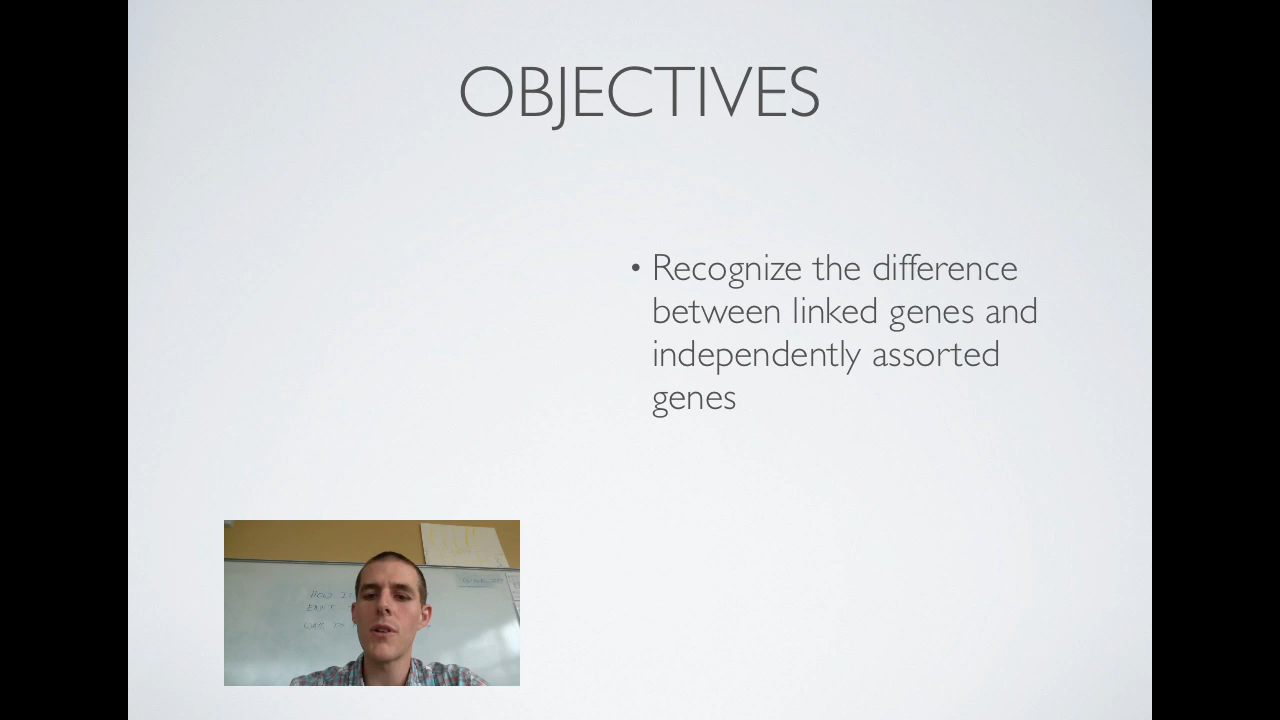 OBJECTIVES
• Recognize the difference
between linked genes and
independently assorted
genes